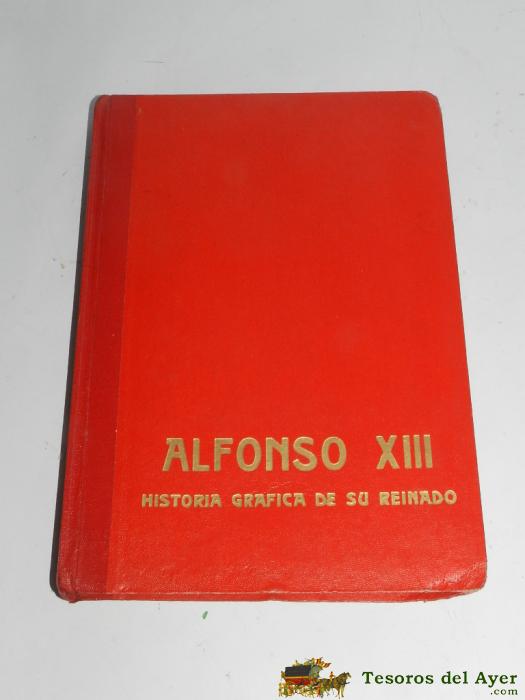 ALFONSO XIII
HISTORIA GRAFICA DE SU REINADO
Tesoros del Ayer
.com